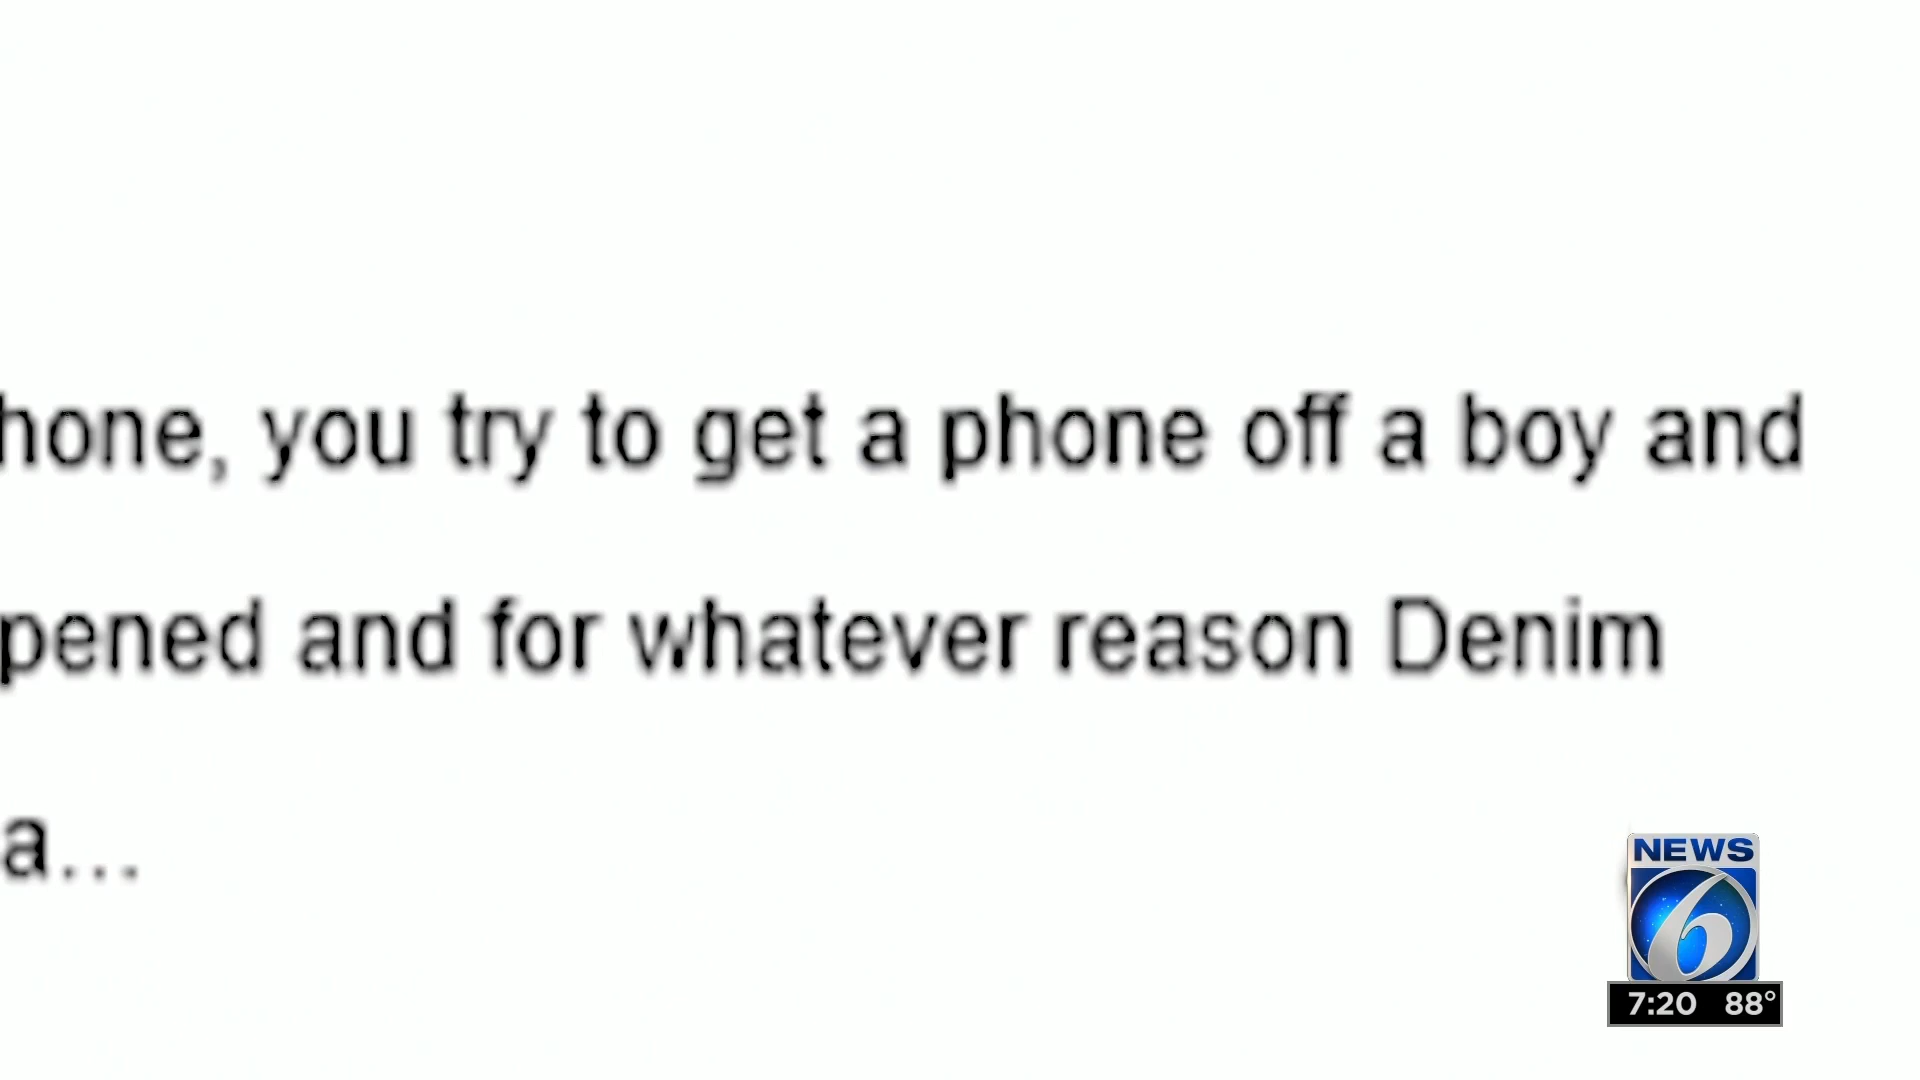 hone, you try to get a phone off a boy and
pened and for whatever reason Denim
a...
NEWS
6
7:20 88°